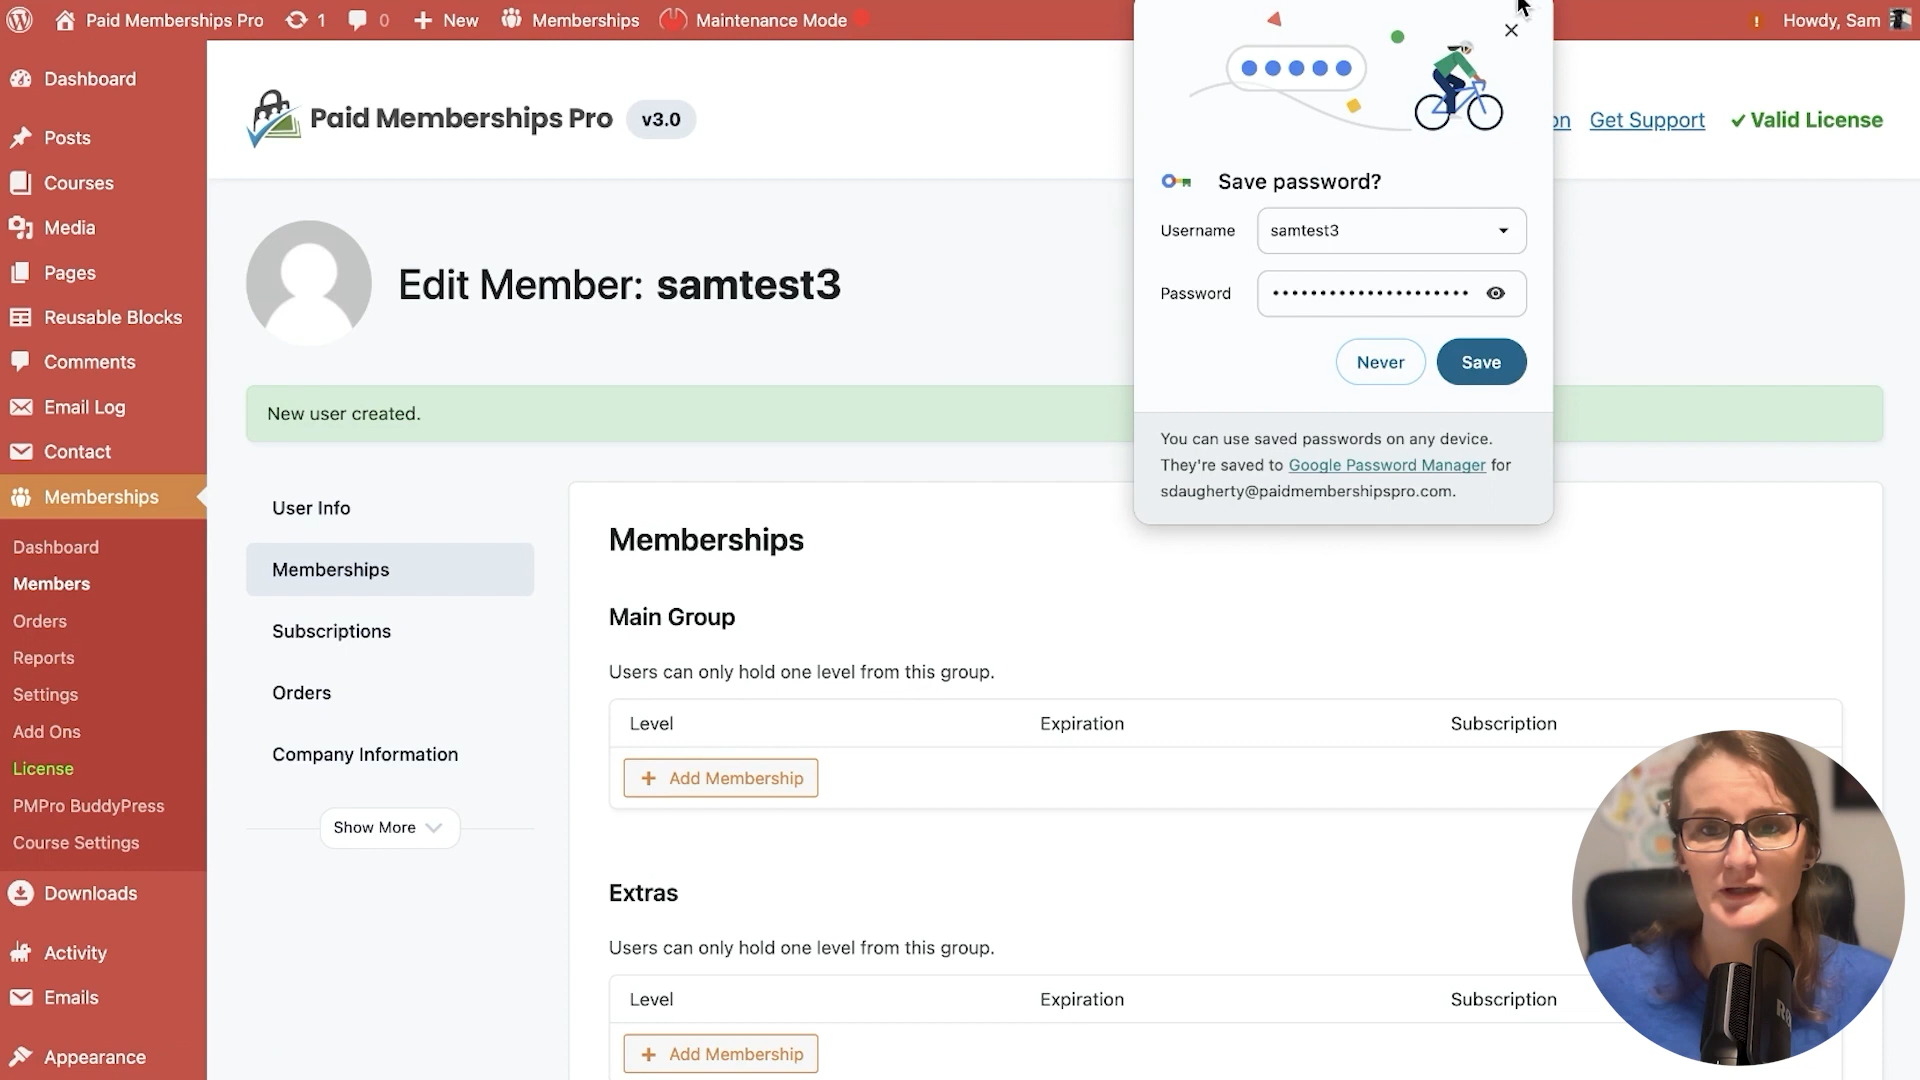 Paid Memberships Pro
1
0
New
Memberships
Maintenance Mode
!
Howdy, Sam
Dashboard
Posts
Courses
Media
Pages
Reusable Blocks
Comments
Email Log
Contact
Memberships
Dashboard
Members
Orders
Reports
Settings
Add Ons
License
PMPro BuddyPress
Course Settings
Downloads
Activity
Emails
Appearance
Paid Memberships Pro
v3.0
Get Support
Valid License
Edit Member: samtest3
New user created.
User Info
Memberships
Subscriptions
Orders
Company Information
Show More
Memberships
Main Group
Users can only hold one level from this group.
Level Expiration Subscription
+ Add Membership
Extras
Users can only hold one level from this group.
Level Expiration Subscription
+ Add Membership
Save password?
Username samtest3
Password
Never Save
You can use saved passwords on any device.
They're saved to Google Password Manager for
sdaugherty@paidmembershipspro.com.